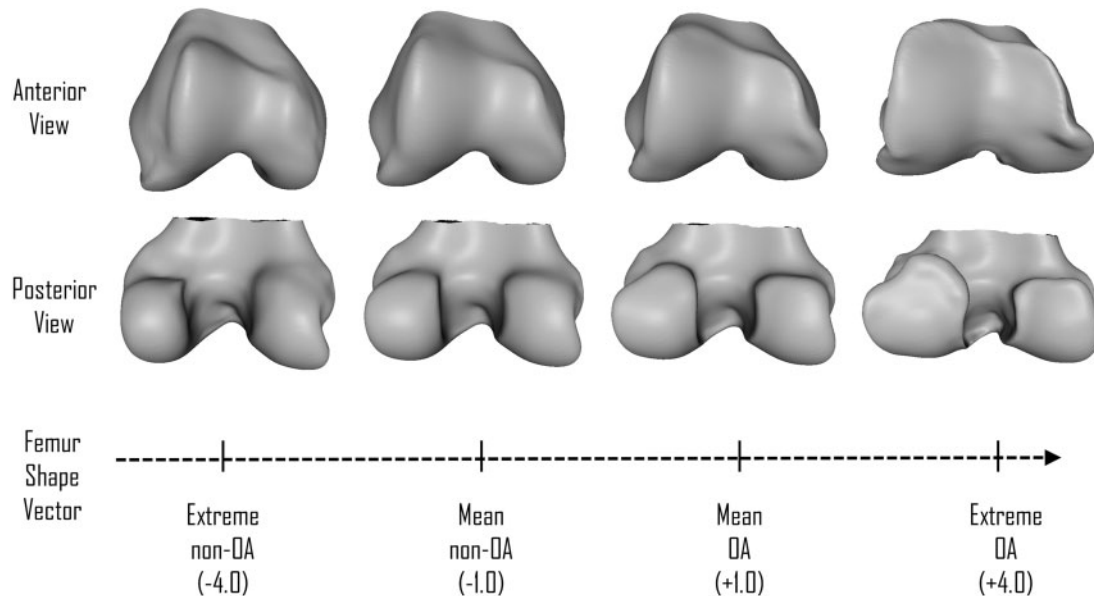 Anterior
View
Posterior
View
Femur
Shape
Vector
Extreme
non-OA
(-4.0)
Mean
non-OA
(-1.0)
Mean
OA
(+1.0)
Extreme
OA
(+4.0)